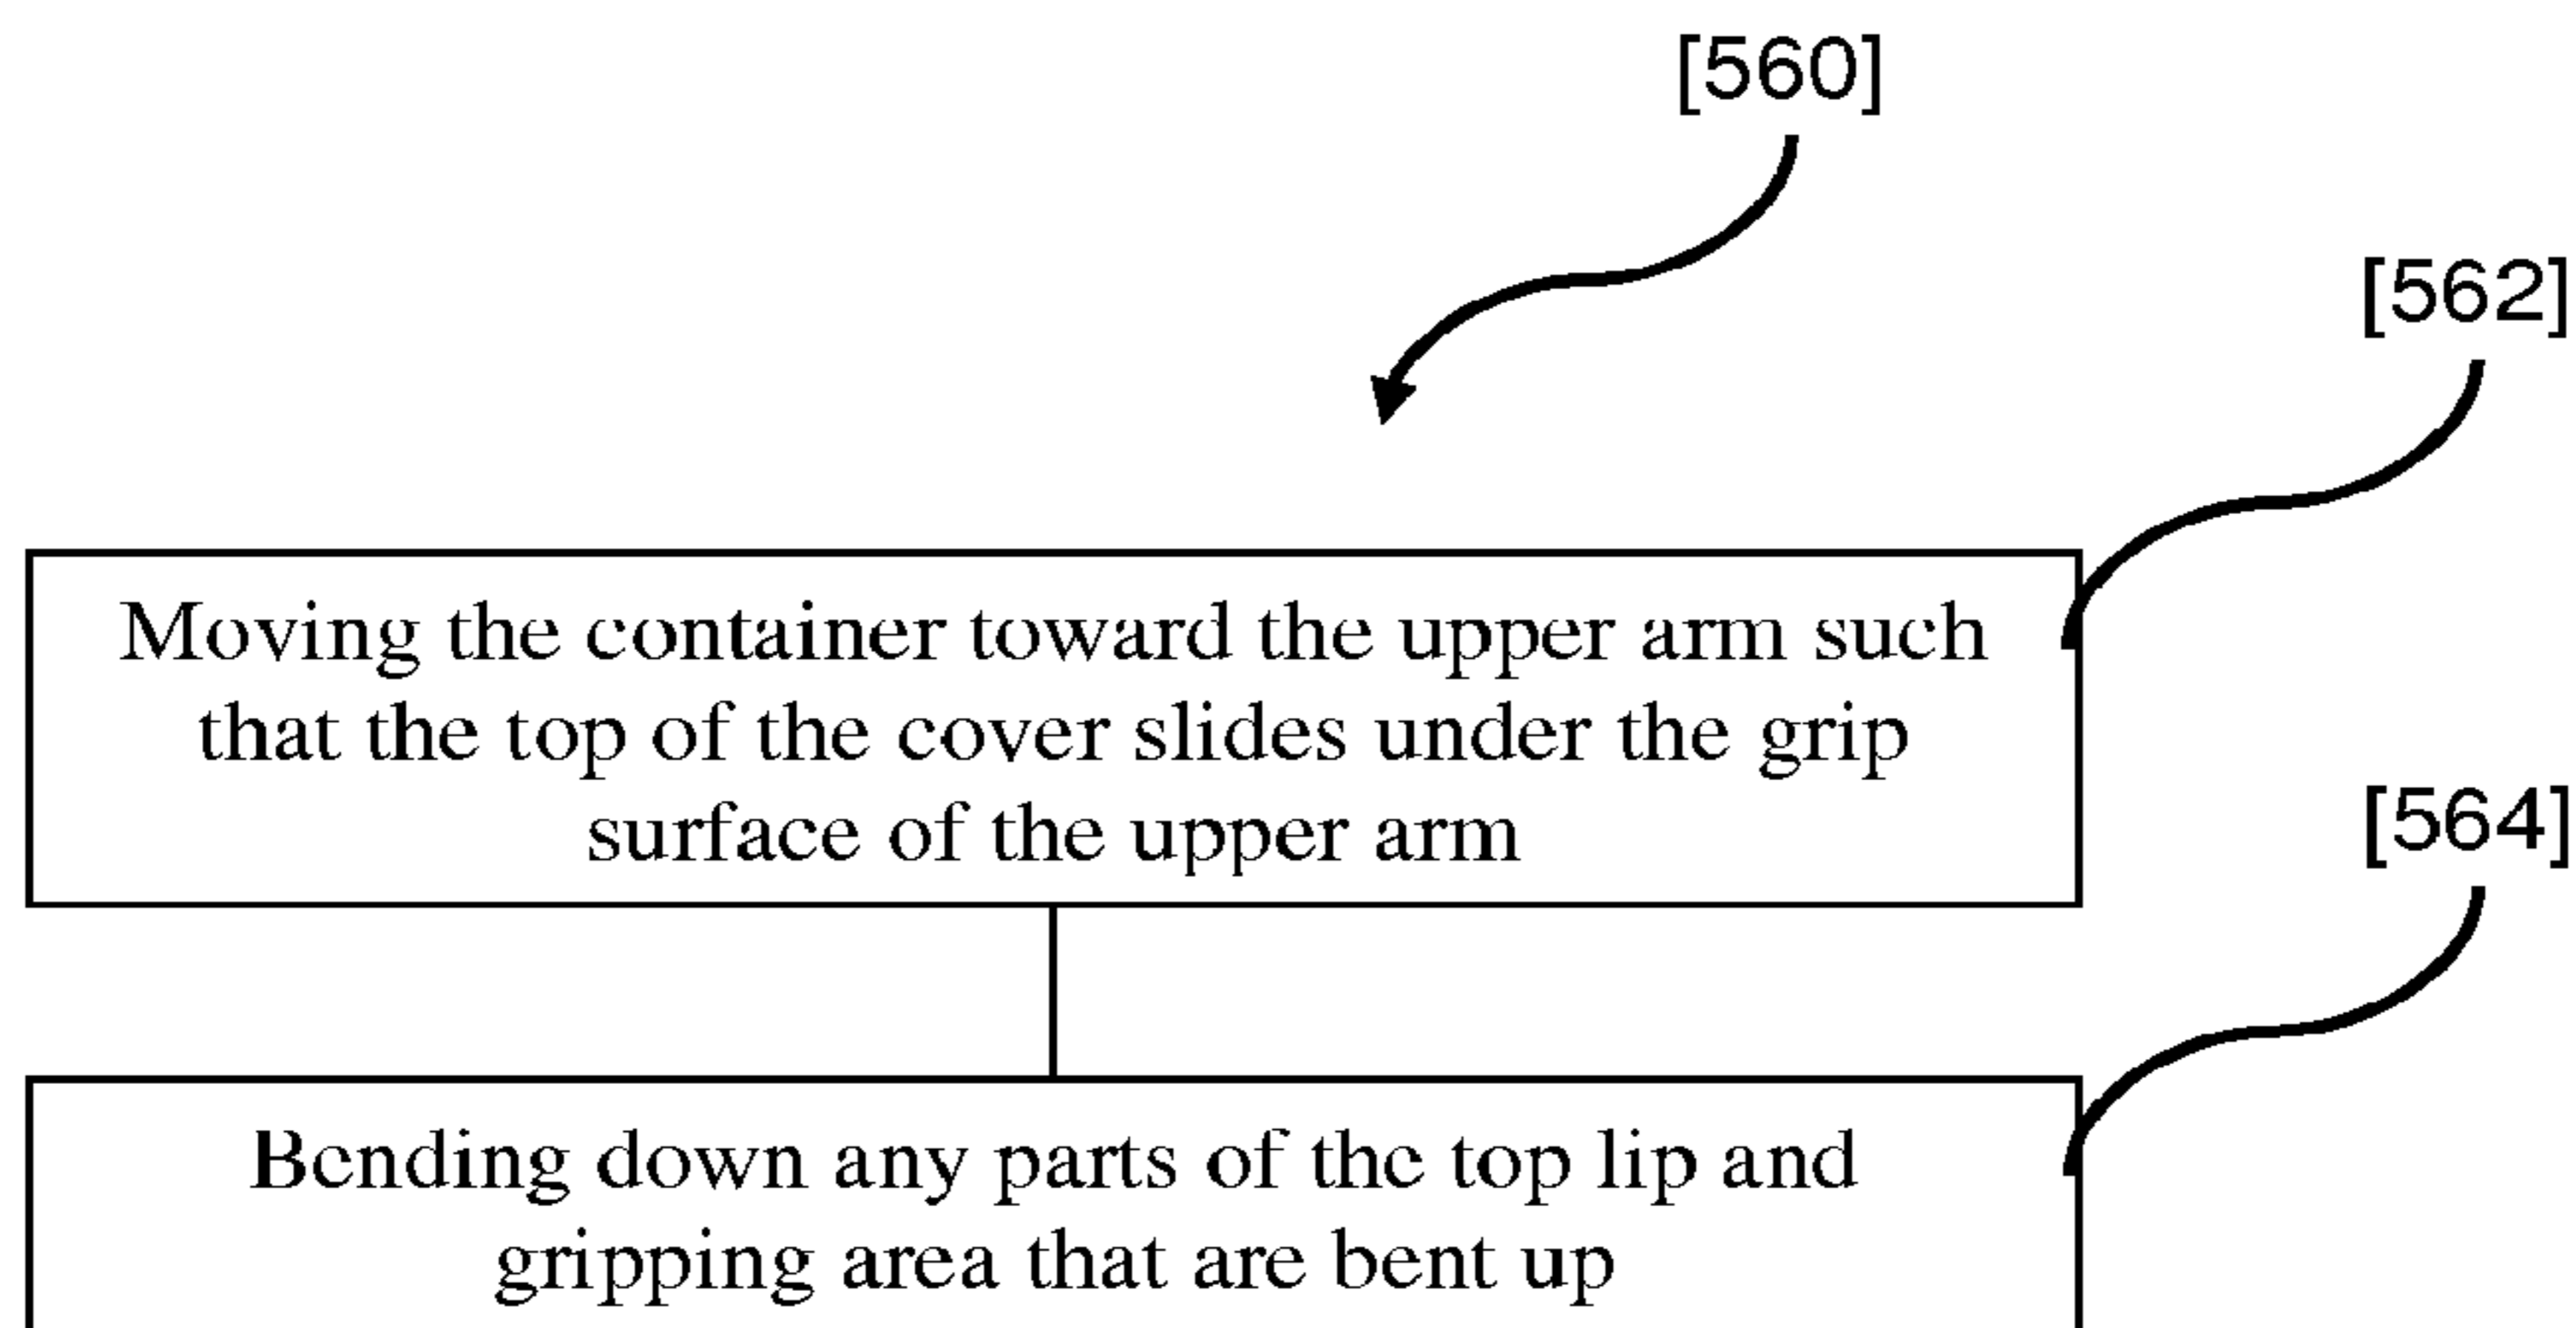 [560]
[562]
Moving the container toward the upper arm such
that the top of the cover slides under the grip
surface of the upper arm
[564]
Bending down any parts of the top lip and
gripping area that are bent up